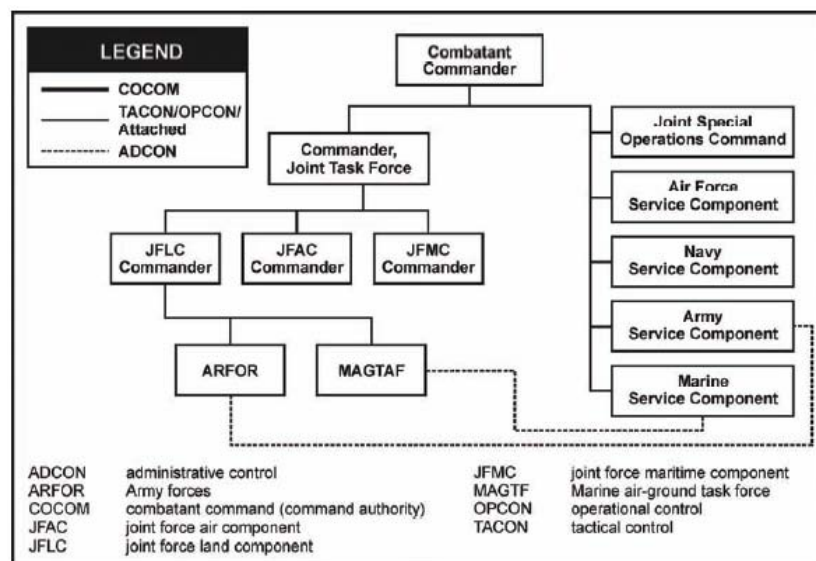 LEGEND
COCOM
TACON/OPCON/
Attached
ADCON
Combatant
Commander
Commander,
Joint Task Force
Joint Special
Operations Command
Air Force
Service Component
Navy
Service Component
Army
Service Component
Marine
Service Component
JFLC
Commander
JFAC
Commander
JFMC
Commander
ARFOR
MAGTAF
ADCON administrative control
ARFOR Army forces
COCOM combatant command (command authority)
JFAC joint force air component
JFLC joint force land component
JFMC joint force maritime component
MAGTF Marine air-ground task force
OPCON operational control
TACON tactical control